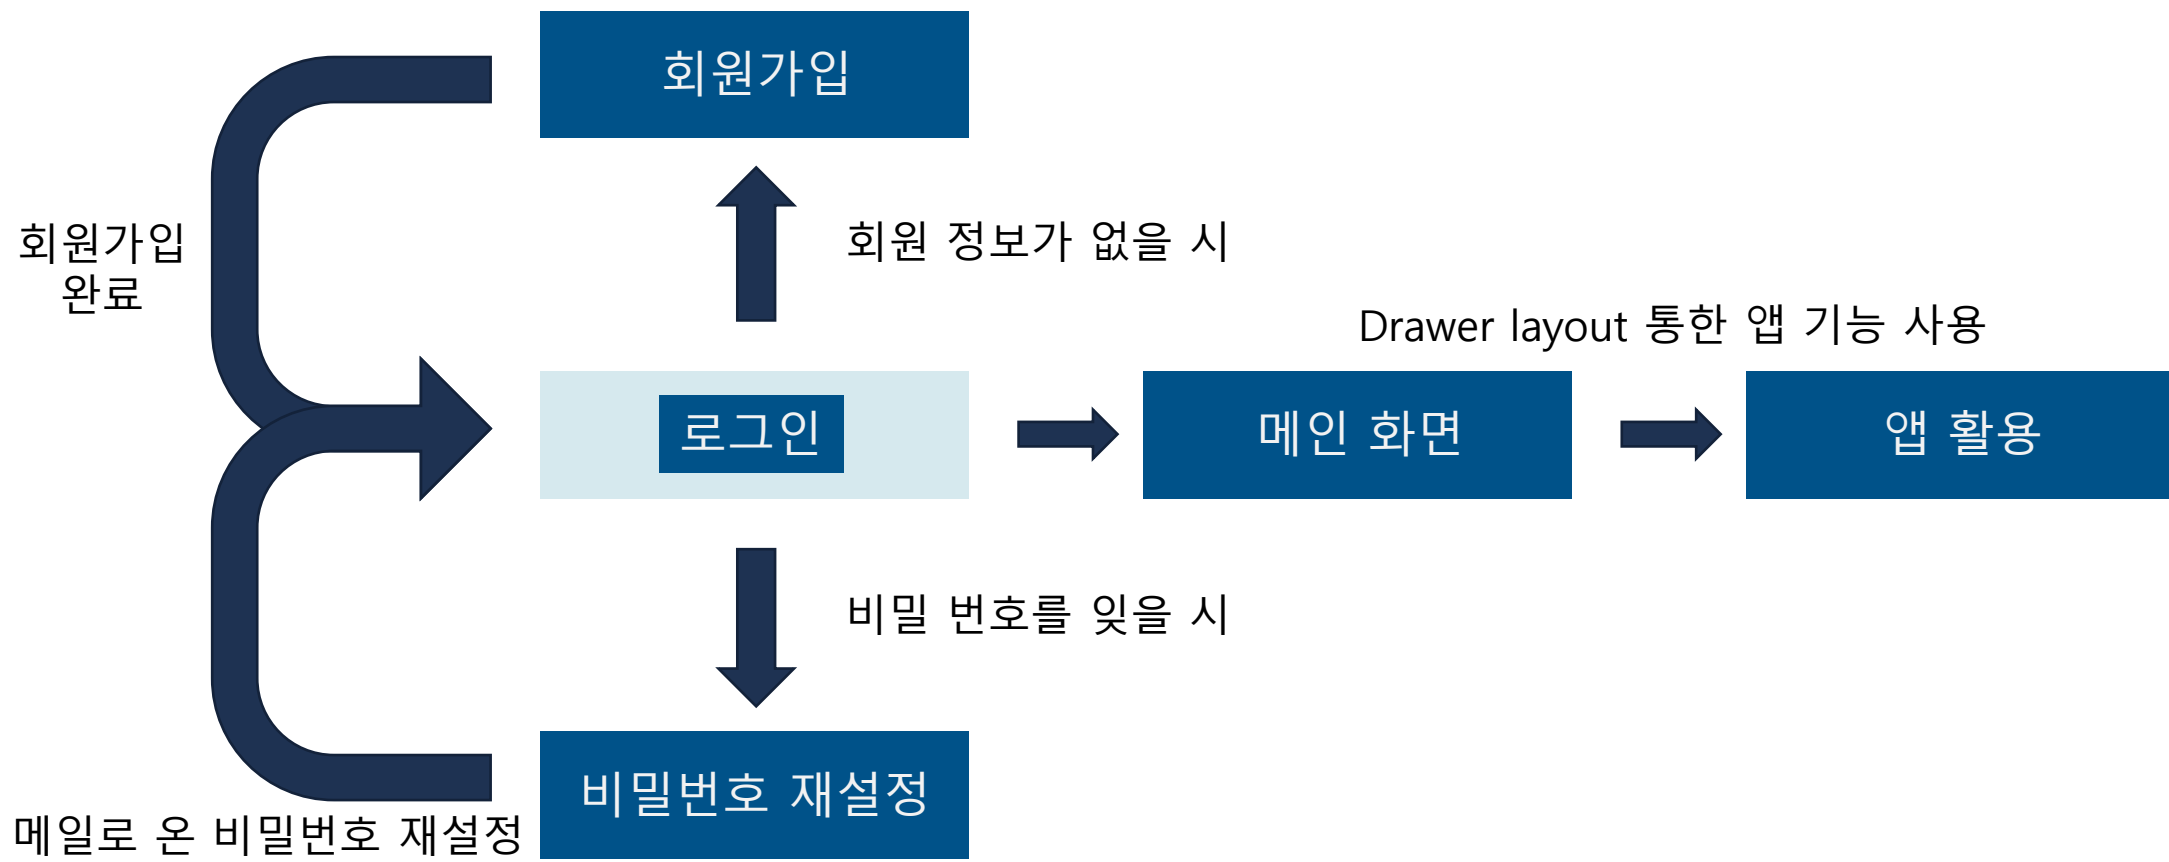 회원가입
회원가입
완료
회원 정보가 없을 시
Drawer layout 통한 앱 기능 사용
로그인
메인 화면
앱 활용
비밀 번호를 잊을 시
비밀번호 재설정
메일로 온 비밀번호 재설정